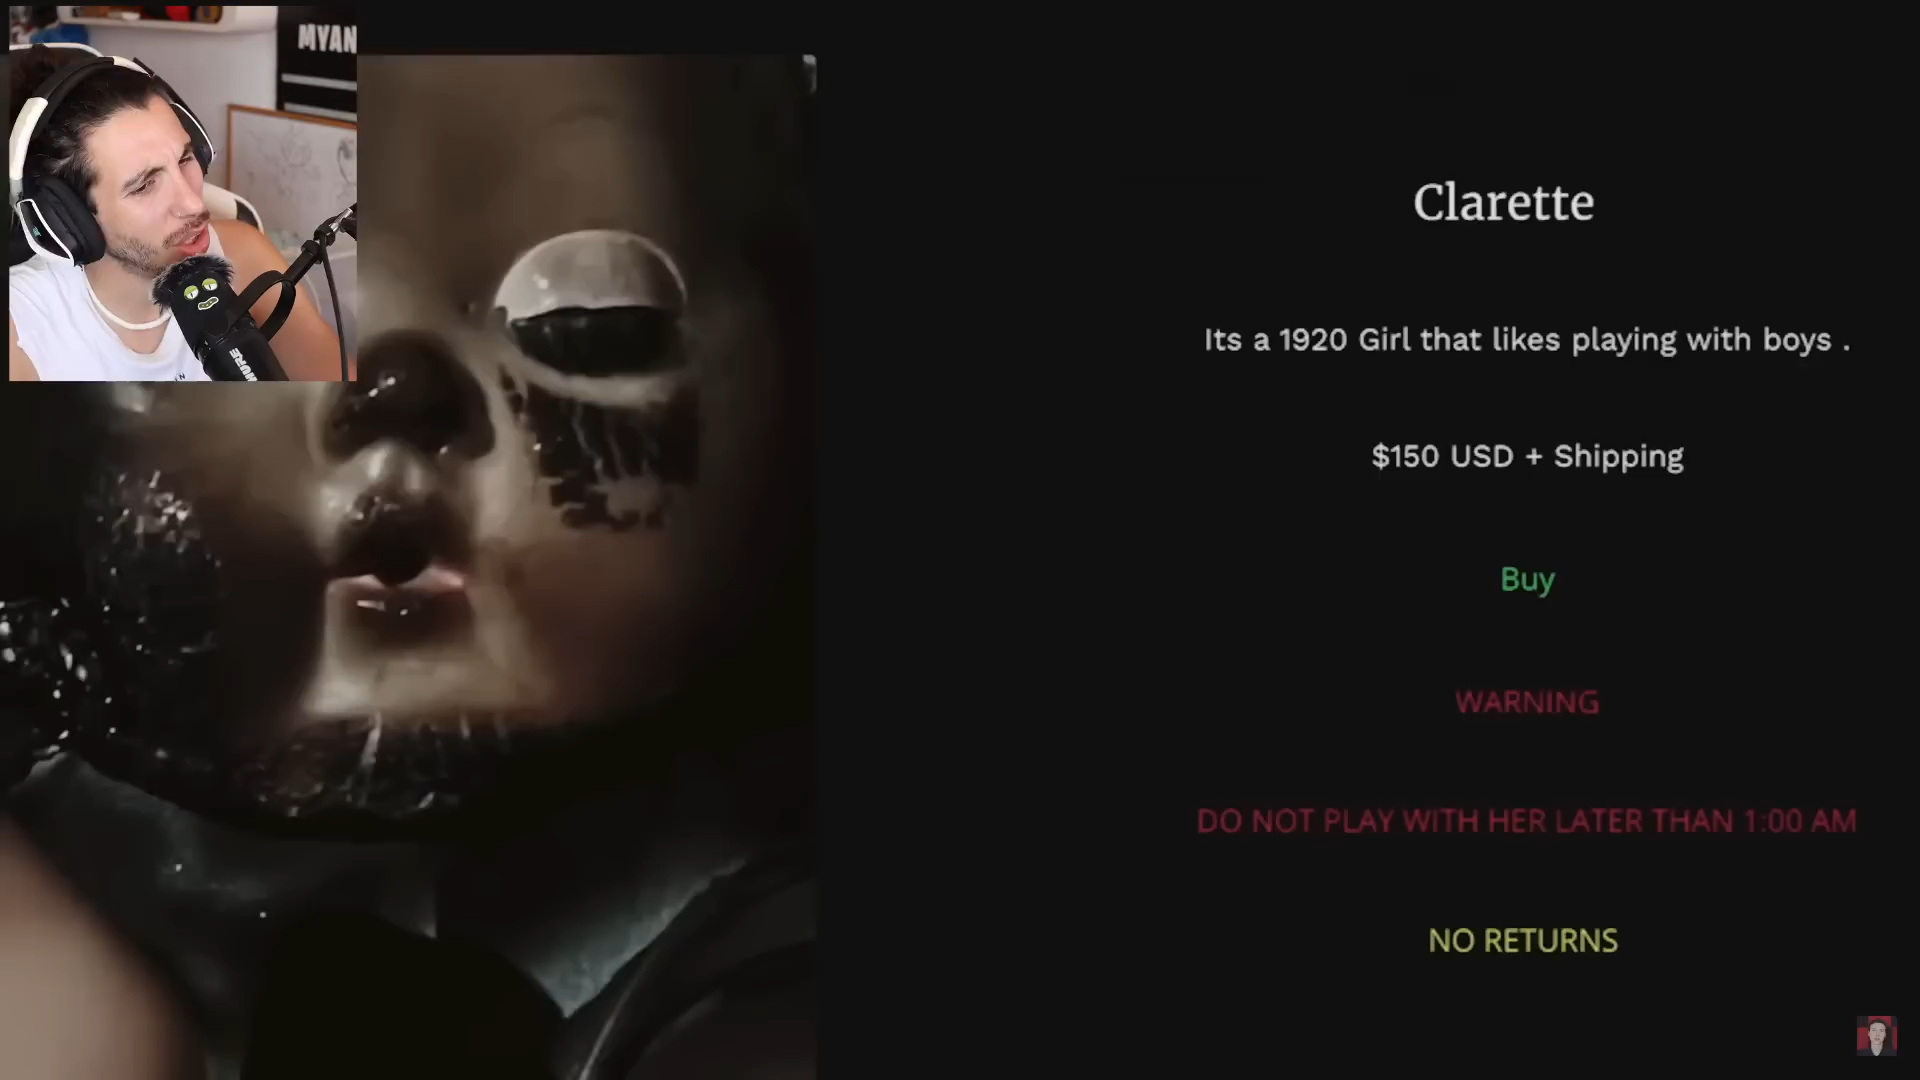 MYAN
Clarette
Its a 1920 Girl that likes playing with boys .
$150 USD + Shipping
Buy
WARNING
DO NOT PLAY WITH HER LATER THAN 1:00 AM
NO RETURNS
SHURE